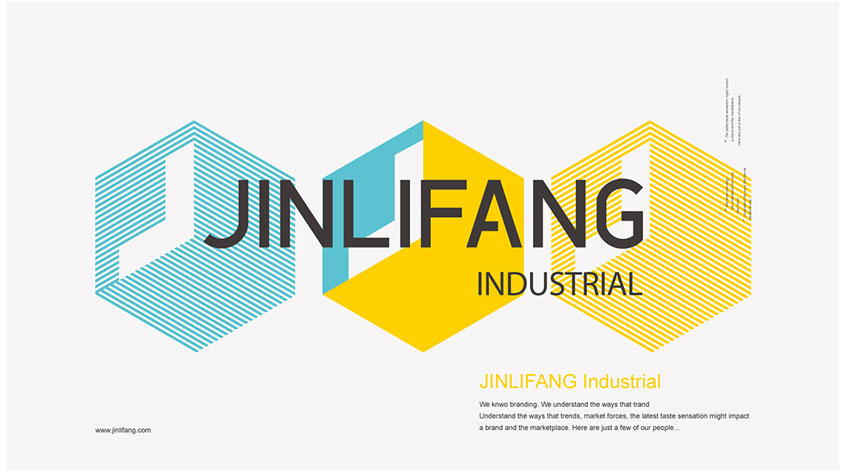 JINLIFANG
INDUSTRIAL
JINLIFANG Industrial
We knwo branding. We understand the ways that trand
Understand the ways that trends, market forces, the latest taste sensation might impact
a brand and the marketplace. Here are just a few of our people...
www.jinlifang.com